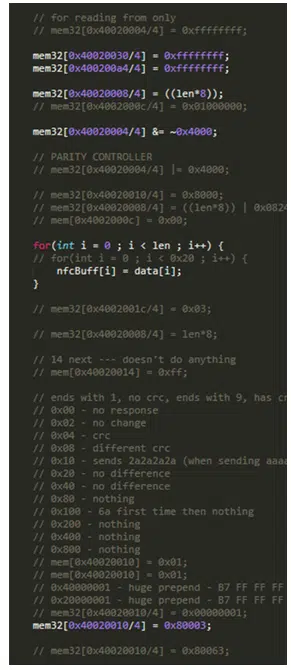 // for reading from only
// mem32[0x40020004/4] = 0xffffffff;
mem32[0x40020030/4] = 0xffffffff;
mem32[0x400200a4/4] = 0xffffffff;
mem32[0x40020008/4] = ((len*8));
// mem32[0x4002000c/4] = 0x01000000;
mem32[0x40020004/4] &= ~0x4000;
// PARITY CONTROLLER
// mem32[0x40020004/4] |= 0x4000;
// mem32[0x40020010/4] = 0x8000;
// mem32[0x40020008/4] = ((len*8)) | 0x0824
// mem[0x4002000c] = 0x00;
for(int i = 0 ; i < len ; i++) {
// for(int i = 0 ; i < 0x20 ; i++) {
nfcBuff[i] = data[i];
}
// mem32[0x4002001c/4] = 0x03;
// mem32[0x40020008/4] = len*8;
// 14 next --- doesn't do anything
// mem[0x40020014] = 0xff;
// ends with 1, no crc, ends with 9, has cr
// 0x00 - no response
// 0x02 - no change
// 0x04 - crc
// 0x08 - different crc
// 0x10 - sends 2a2a2a2a (when sending aaaa
// 0x20 - no difference
// 0x40 - no difference
// 0x80 - nothing
// 0x100 - 6a first time then nothing
// 0x200 - nothing
// 0x400 - nothing
// 0x800 - nothing
// mem[0x40020010] = 0x01;
// mem[0x40020010] = 0x01;
// 0x40000001 - huge prepend - B7 FF FF FF
// 0x20000001 - huge prepend - B7 FF FF FF
// mem32[0x40020010/4] = 0x00000001;
mem32[0x40020010/4] = 0x80003;
// mem32[0x40020010/4] = 0x80063;